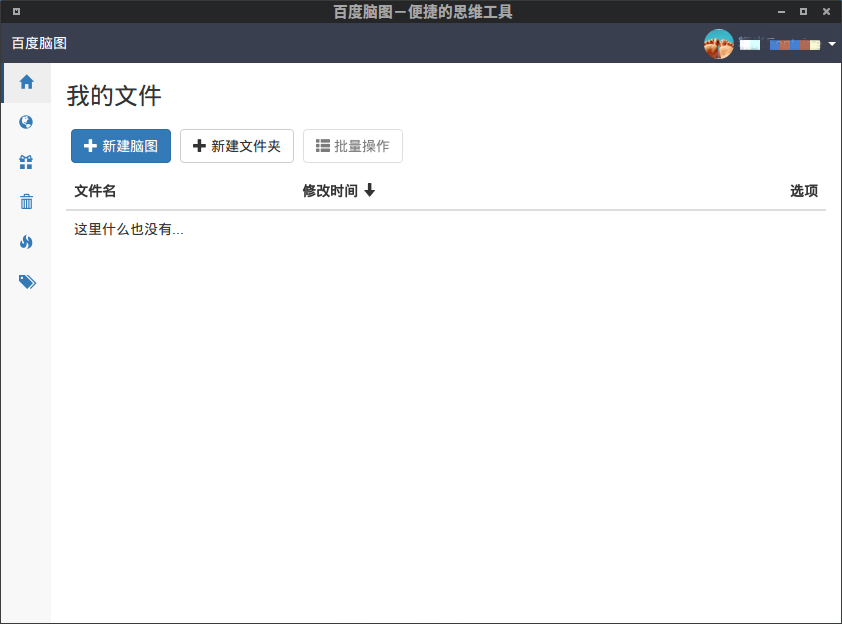 百度脑图－便捷的思维工具
百度脑图
我的文件
新建脑图 新建文件夹 批量操作
文件名 修改时间 选项
这里什么也没有...